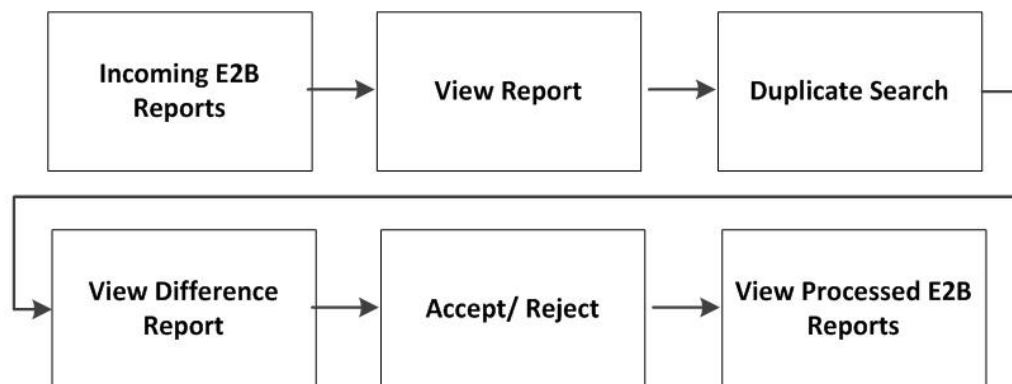 Incoming E2B
Reports
View Report
Duplicate Search
View Difference
Report
Accept/ Reject
View Processed E2B
Reports